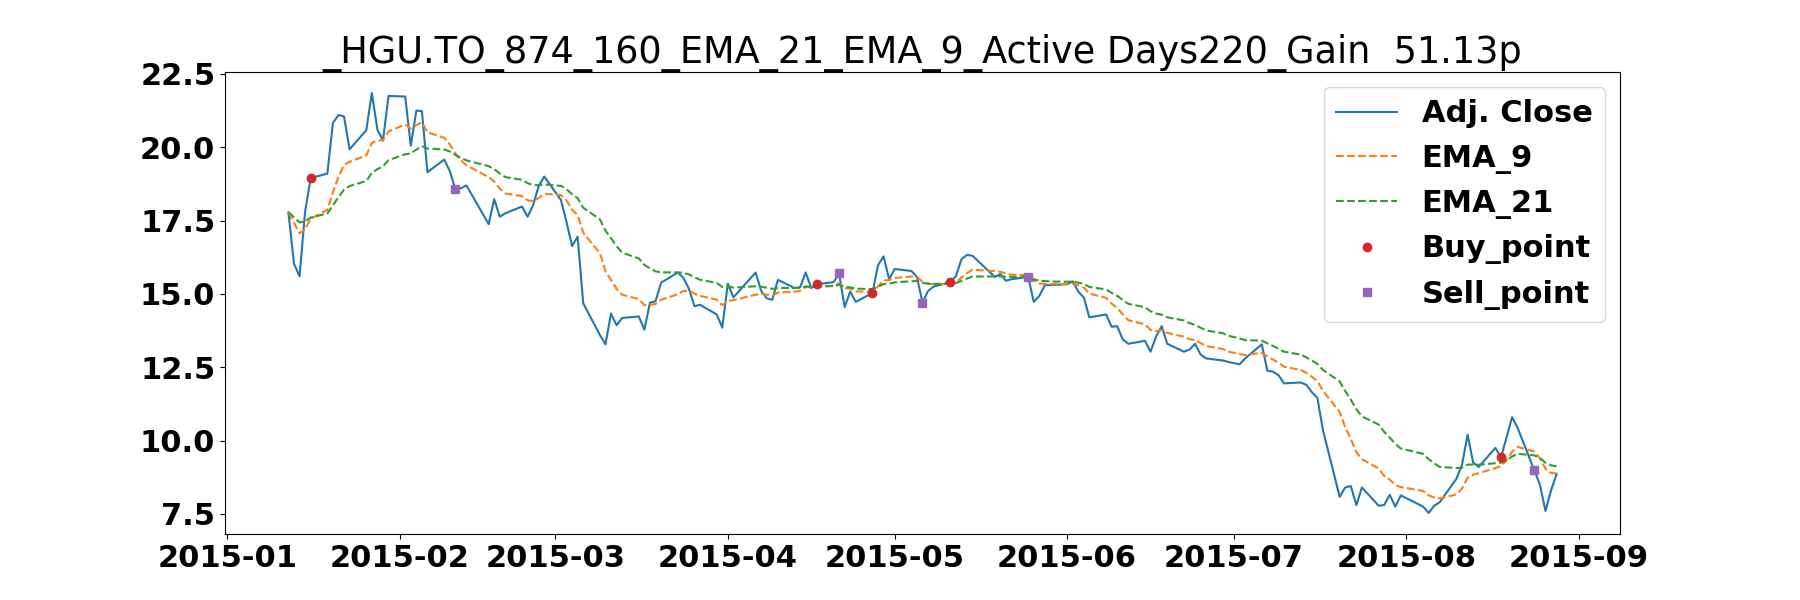 _HGU.TO_874_160_EMA_21_EMA_9_Active Days220_Gain  51.13p
22.5
20.0
17.5
15.0
12.5
10.0
7.5
2015-01 2015-02 2015-03 2015-04 2015-05 2015-06 2015-07 2015-08 2015-09
Adj. Close
EMA_9
EMA_21
Buy_point
Sell_point